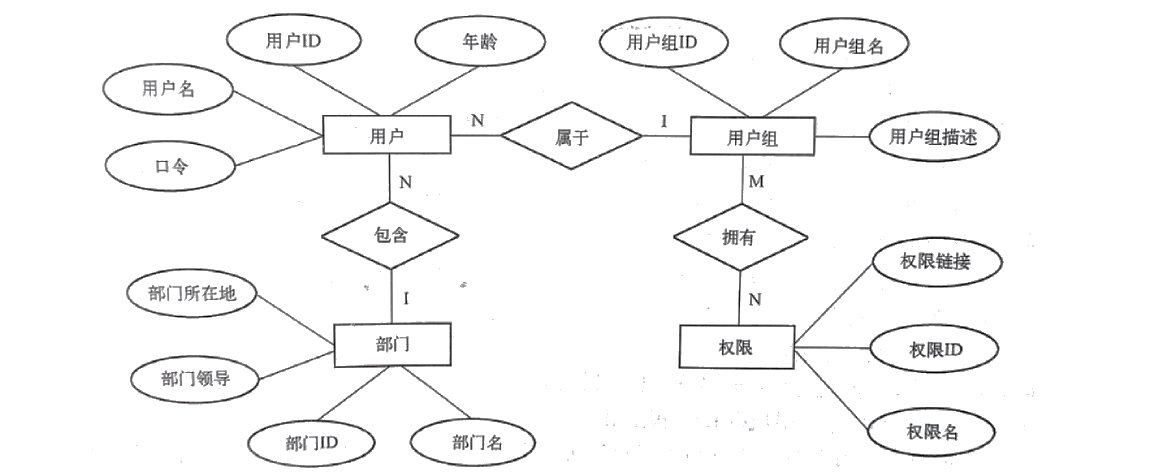 用户ID
年龄
用户组ID
用户组名
用户名
用户
N
属于
I
用户组
用户组描述
口令
N
M
包含
拥有
权限链接
部门所在地
I
N
部门
权限
权限ID
部门领导
部门ID
部门名
权限名